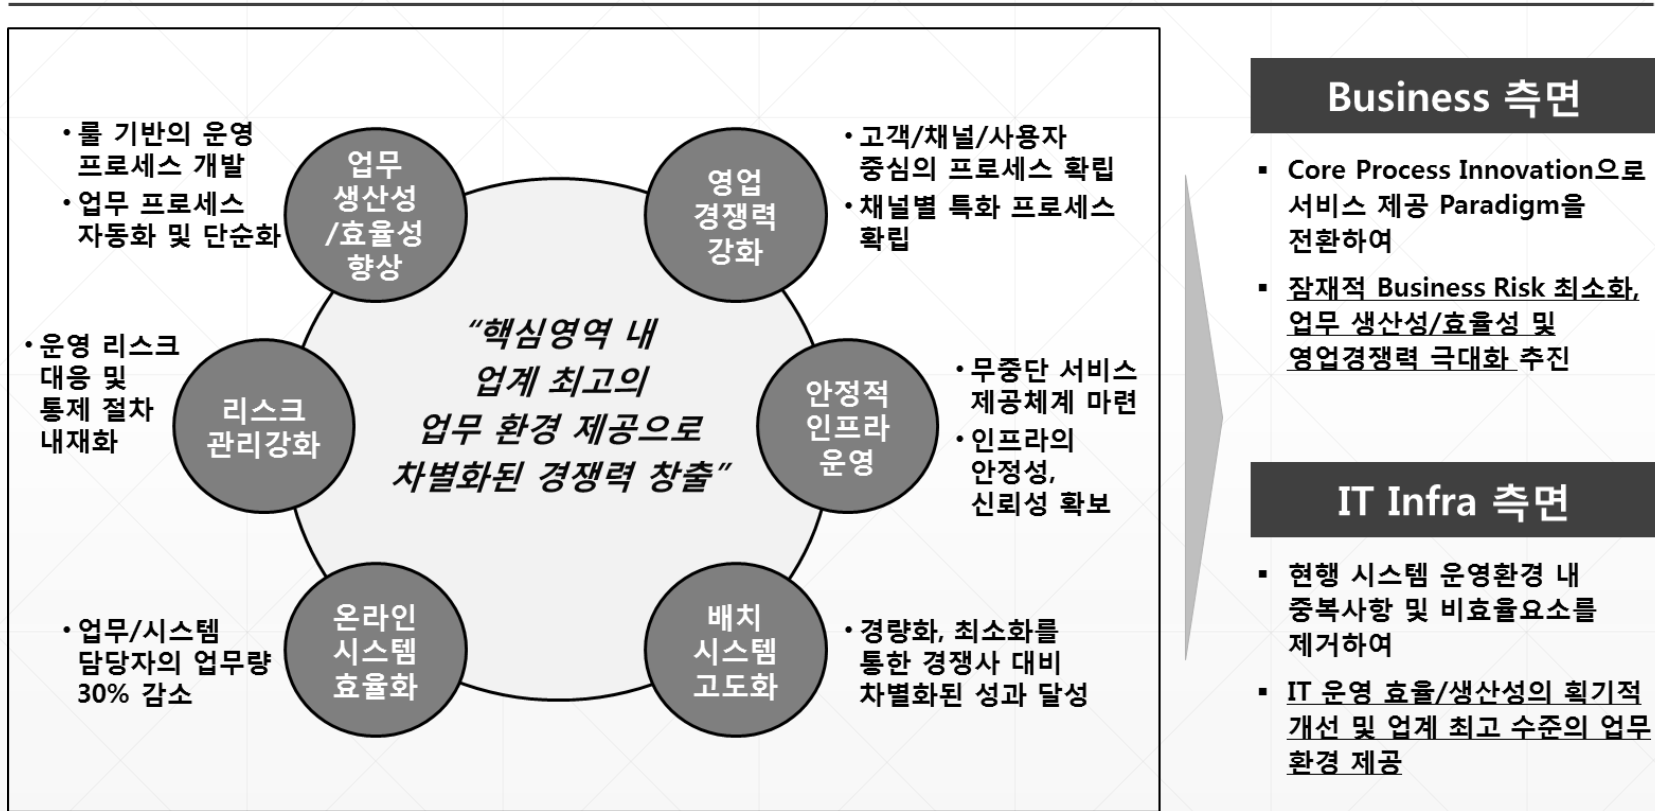 • 룰 기반의 운영
프로세스 개발
• 업무 프로세스
자동화 및 단순화
업무
생산성
/효율성
향상
영업
경쟁력
강화
• 고객/채널/사용자
중심의 프로세스 확립
• 채널별 특화 프로세스
확립
• 운영 리스크
대응 및
통제 절차
내재화
리스크
관리강화
“핵심영역 내
업계 최고의
업무 환경 제공으로
차별화된 경쟁력 창출”
안정적
인프라
운영
• 무중단 서비스
제공체계 마련
• 인프라의
안정성,
신뢰성 확보
• 업무/시스템
담당자의 업무량
30% 감소
온라인
시스템
효율화
배치
시스템
고도화
• 경량화, 최소화를
통한 경쟁사 대비
차별화된 성과 달성
Business 측면
▪ Core Process Innovation으로
서비스 제공 Paradigm을
전환하여
▪ 잠재적 Business Risk 최소화,
업무 생산성/효율성 및
영업경쟁력 극대화 추진
IT Infra 측면
▪ 현행 시스템 운영환경 내
중복사항 및 비효율요소를
제거하여
▪ IT 운영 효율/생산성의 획기적
개선 및 업계 최고 수준의 업무
환경 제공